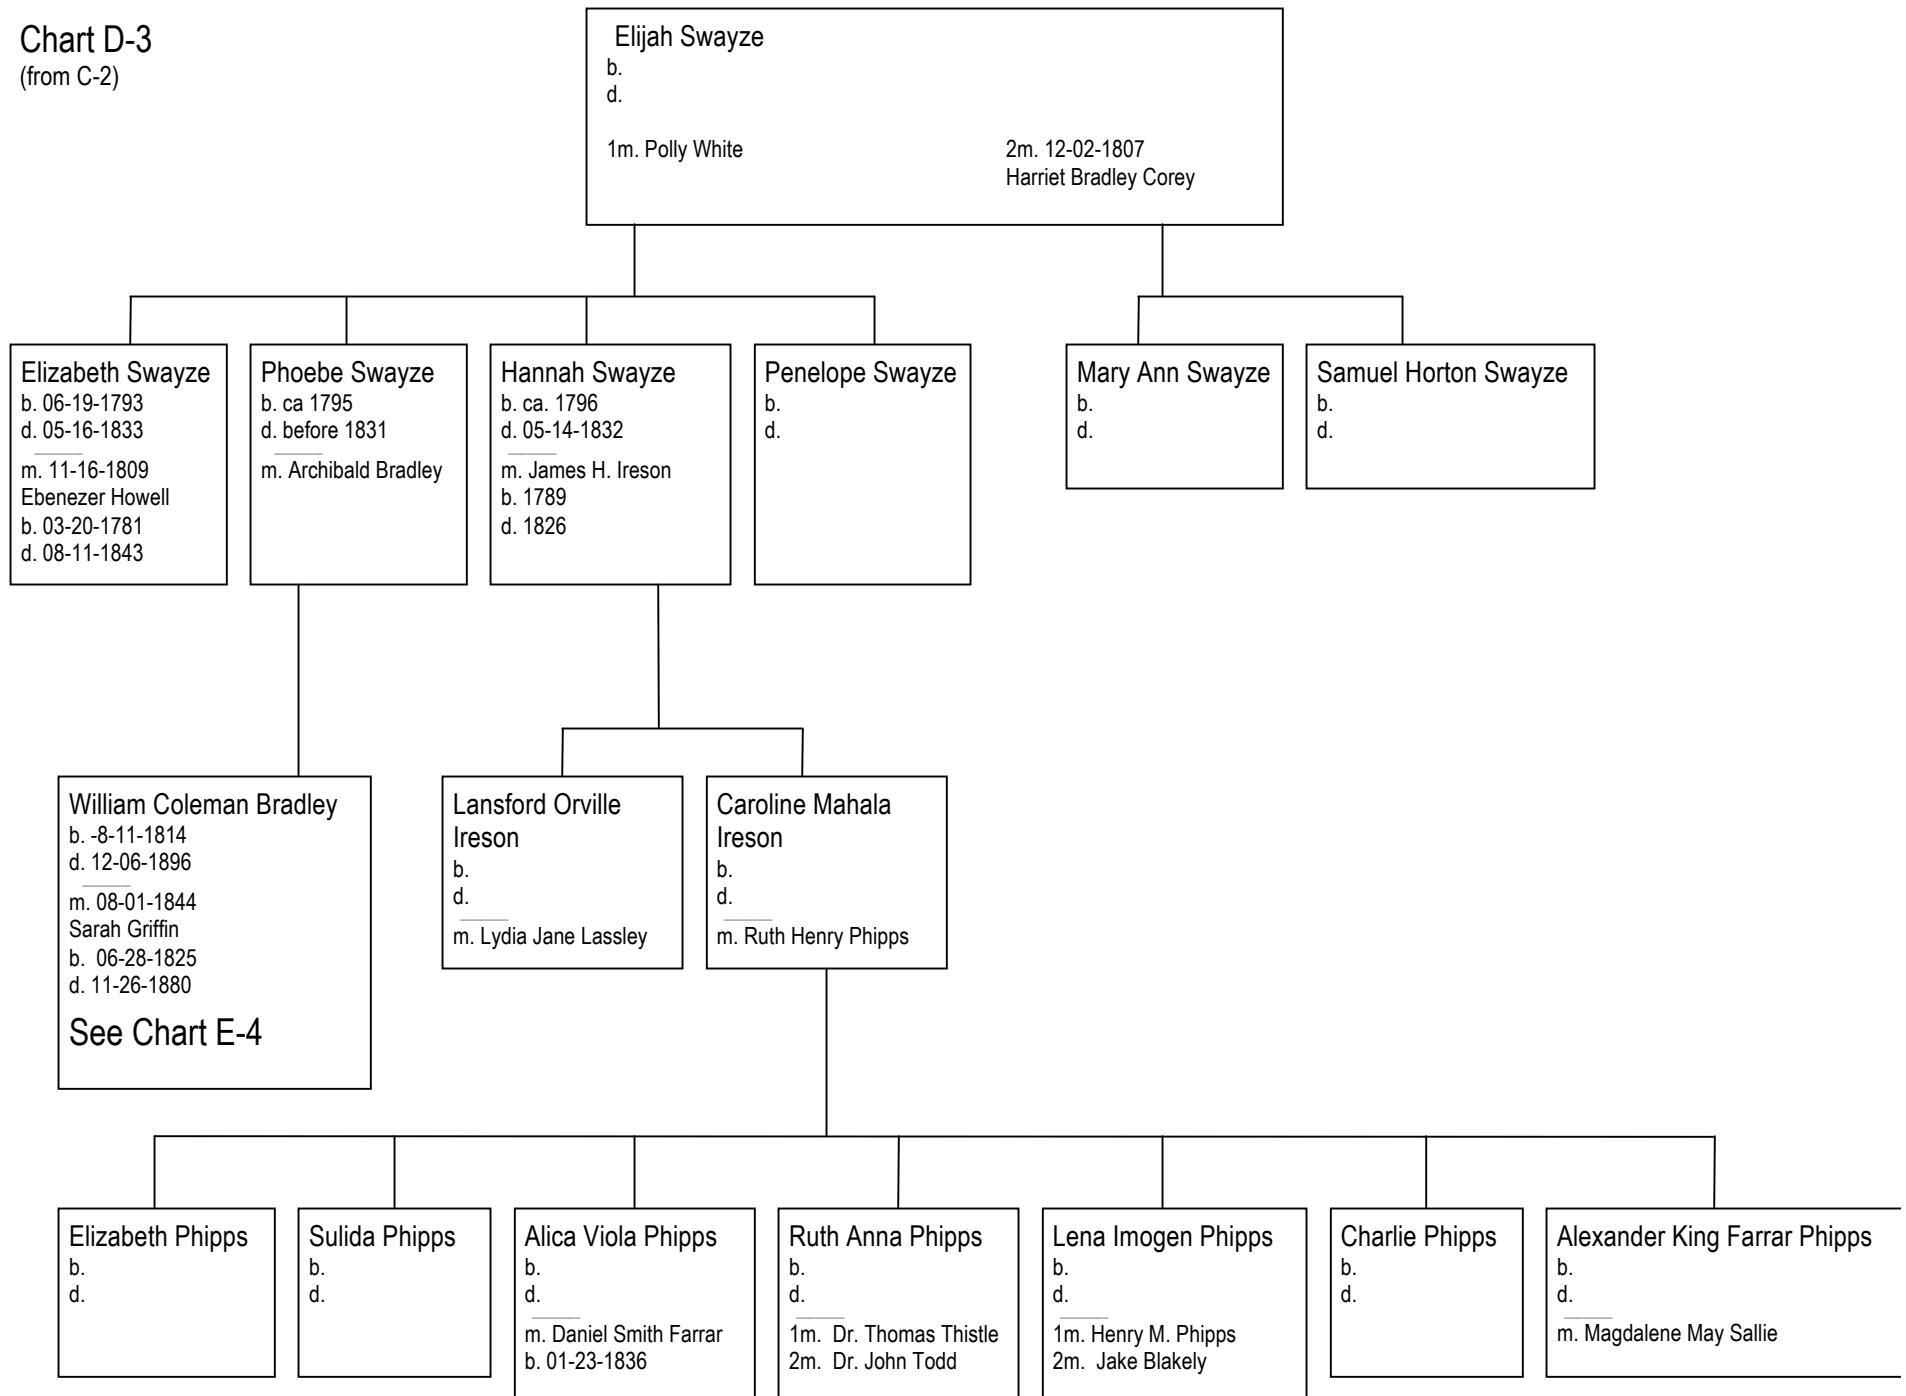 Chart D-3
(from C-2)
Elijah Swayze
b.
d.
1m. Polly White
2m. 12-02-1807
Harriet Bradley Corey
Elizabeth Swayze
b. 06-19-1793
d. 05-16-1833
m. 11-16-1809
Ebenezer Howell
b. 03-20-1781
d. 08-11-1843
Phoebe Swayze
b. ca 1795
d. before 1831
m. Archibald Bradley
Hannah Swayze
b. ca. 1796
d. 05-14-1832
m. James H. Ireson
b. 1789
d. 1826
Penelope Swayze
b.
d.
Mary Ann Swayze
b.
d.
Samuel Horton Swayze
b.
d.
William Coleman Bradley
b. -8-11-1814
d. 12-06-1896
m. 08-01-1844
Sarah Griffin
b.  06-28-1825
d. 11-26-1880
See Chart E-4
Lansford Orville
Ireson
b.
d.
m. Lydia Jane Lassley
Caroline Mahala
Ireson
b.
d.
m. Ruth Henry Phipps
Elizabeth Phipps
b.
d.
Sulida Phipps
b.
d.
Alica Viola Phipps
b.
d.
m. Daniel Smith Farrar
b. 01-23-1836
Ruth Anna Phipps
b.
d.
1m.  Dr. Thomas Thistle
2m.  Dr. John Todd
Lena Imogen Phipps
b.
d.
1m. Henry M. Phipps
2m.  Jake Blakely
Charlie Phipps
b.
d.
Alexander King Farrar Phipps
b.
d.
m. Magdalene May Sallie